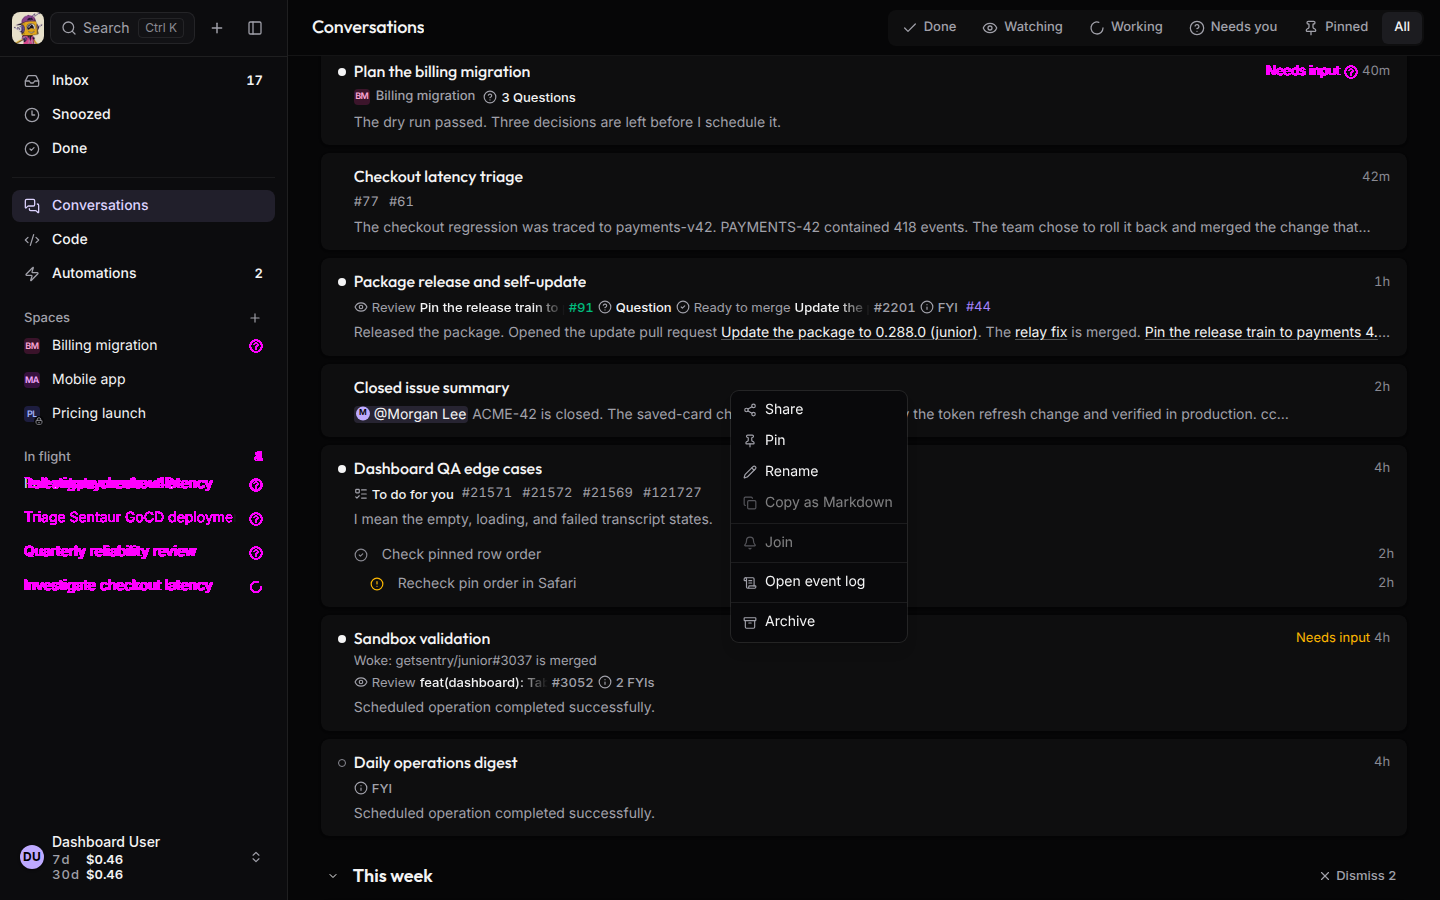 Search Ctrl K
Inbox 17
Snoozed
Done
Conversations
Code
Automations 2
Spaces
BM Billing migration
MA Mobile app
PL Pricing launch
In flight
latency
Triage Sentaur GoCD deployme
Quarterly reliability review
Investigate checkout latency
DU Dashboard User
7d $0.46
30d $0.46
Conversations
Done Watching Working Needs you Pinned All
Plan the billing migration Needs input 40m
BM Billing migration 3 Questions
The dry run passed. Three decisions are left before I schedule it.
Checkout latency triage 42m
#77 #61
The checkout regression was traced to payments-v42. PAYMENTS-42 contained 418 events. The team chose to roll it back and merged the change that...
Package release and self-update 1h
Review Pin the release train to #91 Question Ready to merge Update the #2201 FYI #44
Released the package. Opened the update pull request Update the package to 0.288.0 (junior). The relay fix is merged. Pin the release train to payments 4....
Closed issue summary 2h
M @Morgan Lee ACME-42 is closed. The saved-card the token refresh change and verified in production. cc...
Share
Pin
Rename
Copy as Markdown
Join
Open event log
Archive
Dashboard QA edge cases 4h
To do for you #21571 #21572 #21569 #121727
I mean the empty, loading, and failed transcript states.
Check pinned row order 2h
Recheck pin order in Safari 2h
Sandbox validation Needs input 4h
Woke: getsentry/junior#3037 is merged
Review feat(dashboard): #3052 2 FYIs
Scheduled operation completed successfully.
Daily operations digest 4h
FYI
Scheduled operation completed successfully.
This week Dismiss 2